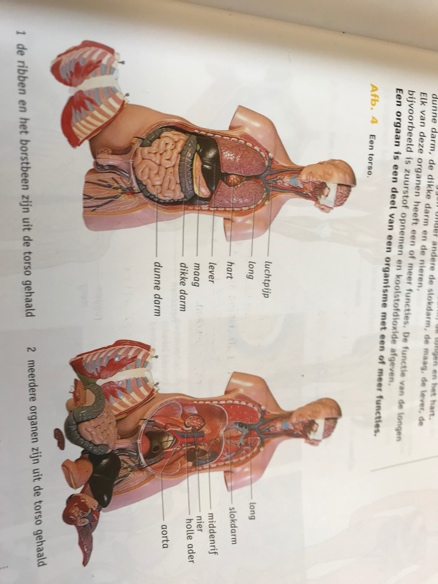 dunne darm, de dikke darm en de nieren.
Elk van deze organen heeft een of meer functies. De functie van de longen
bijvoorbeeld is zuurstof opnemen en koolstofdioxide afgeven.
Een orgaan is een deel van een organisme met een of meer functies.
Afb. 4 Een torso.
luchtpijp
long
hart
lever
maag
dikke darm
dunne darm
1 de ribben en het borstbeen zijn uit de torso gehaald
long
slokdarm
middenrif
nier
holle ader
aorta
2 meerdere organen zijn uit de torso gehaald